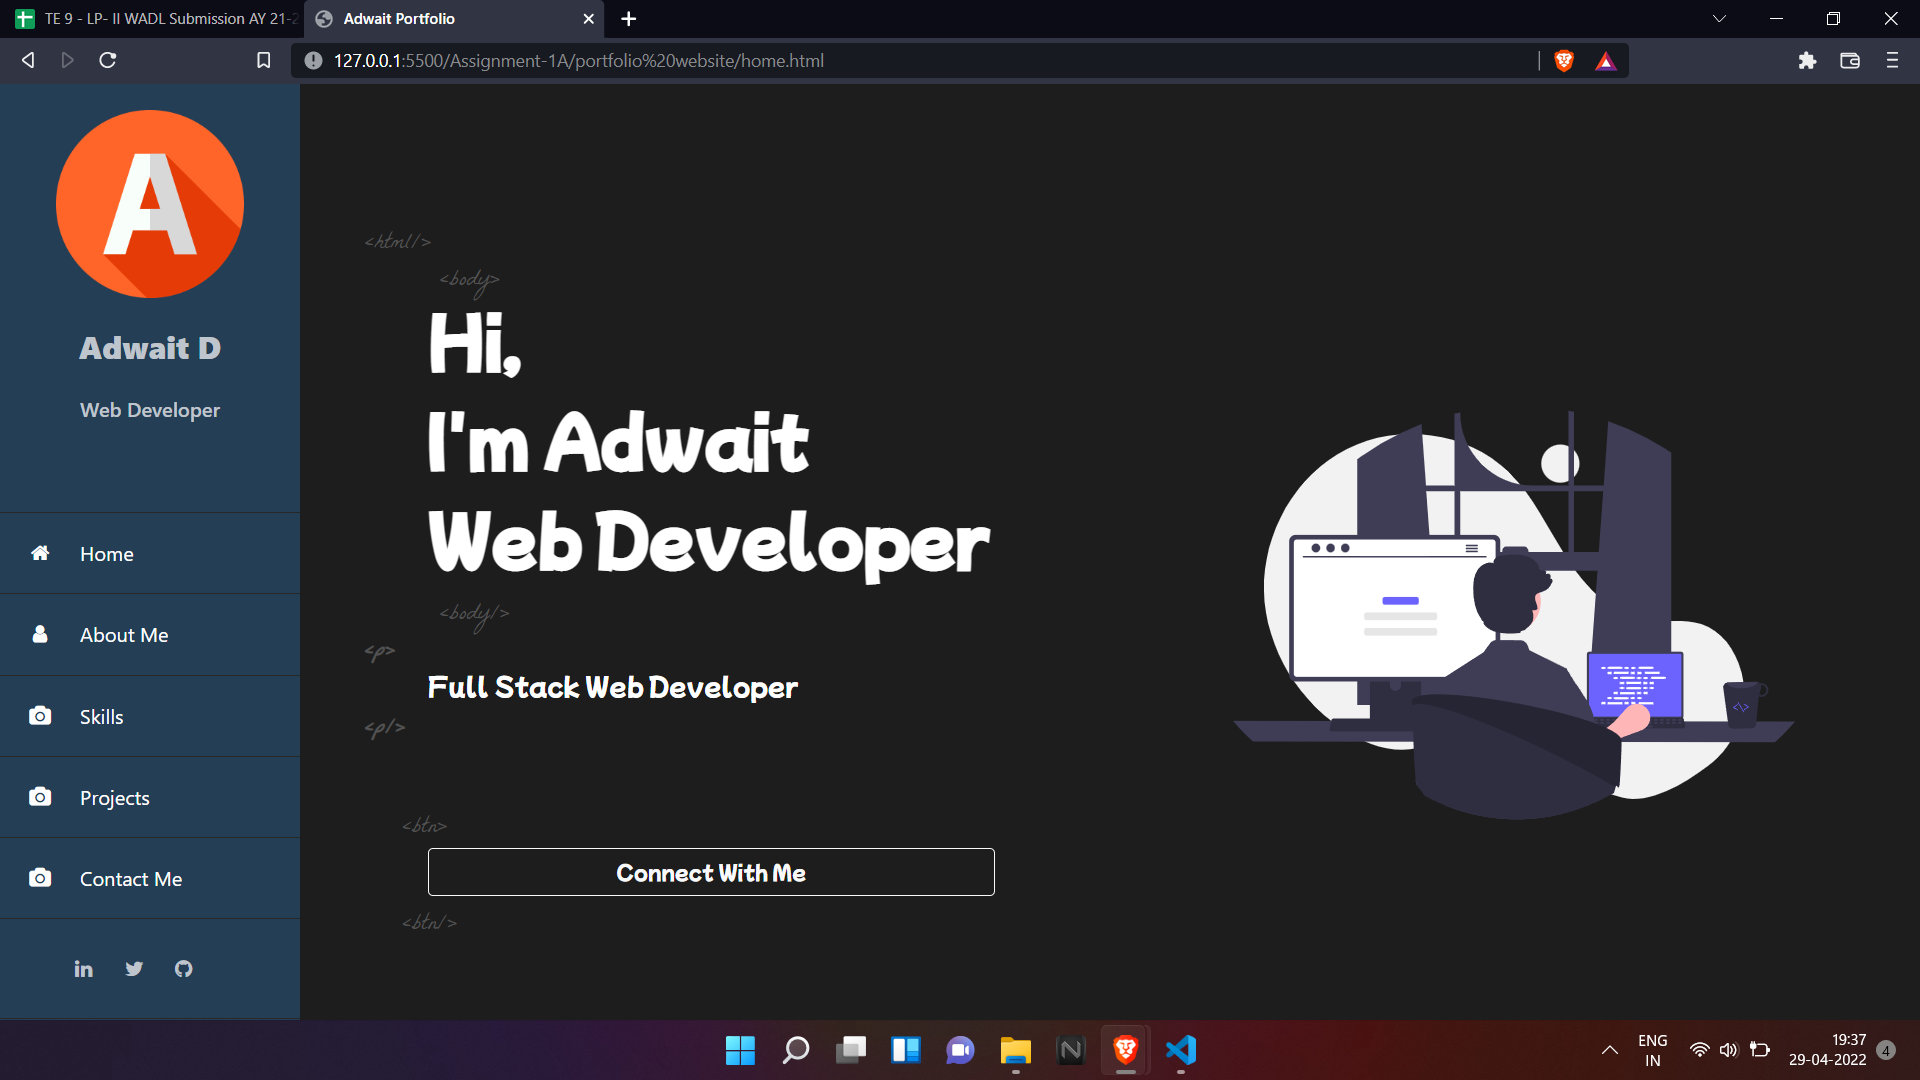 TE 9 - LP- II WADL Submission AY 21-2
Adwait Portfolio
127.0.0.1:5500/Assignment-1A/portfolio%20website/home.html
A
Adwait D
Web Developer
Home
About Me
Skills
Projects
Contact Me
in
<html/>
<body>
Hi,
I'm Adwait
Web Developer
<body/>
<p>
Full Stack Web Developer
<p/>
<btn>
Connect With Me
<btn/>
</>
N
ENG
IN
19:37
29-04-2022
4